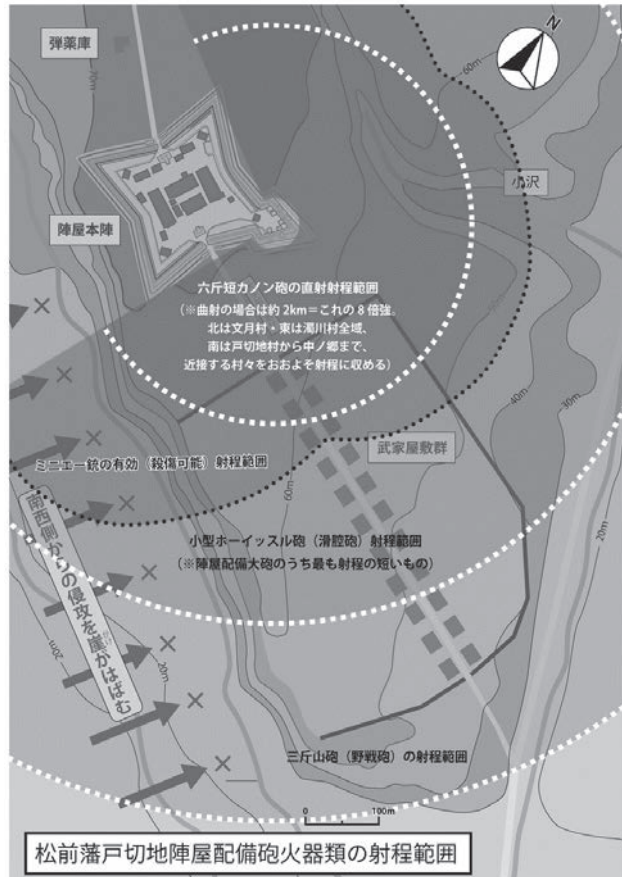 弾薬庫
70m
N
60m
小沢
陣屋本陣
六斤短カノン砲の直射射程範囲
(※曲射の場合は約 2km=これの 8 倍強。
北は文月村・東は濁川村全域、
南は戸切地村から中ノ郷まで、
近接する村々をおおよそ射程に収める)
40m
30m
武家屋敷群
ミニエー銃の有効(殺傷可能)射程範囲
60m
20m
小型ホーイッスル砲(滑腔砲)射程範囲
(※陣屋配備大砲のうち最も射程の短いもの)
南西側からの侵攻を崖がはばむ
がけ
20m
20m
三斤山砲(野戦砲)の射程範囲
0 100m
松前藩戸切地陣屋配備砲火器類の射程範囲